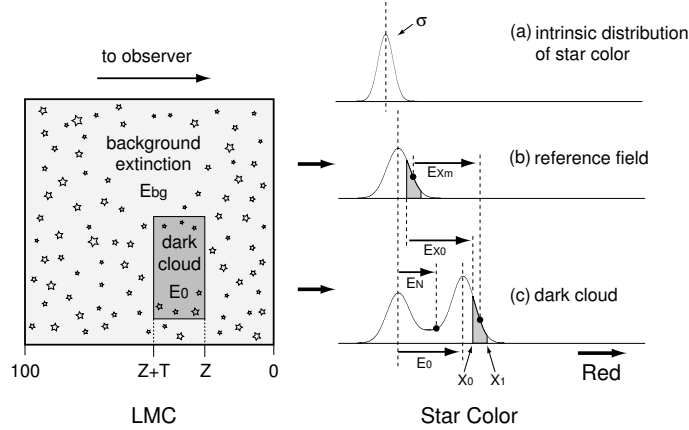 to observer
background
extinction
Ebg
dark
cloud
E0
100
Z+T
Z
0
LMC
σ
(a) intrinsic distribution
of star color
(b) reference field
EXm
EX0
EN
(c) dark cloud
E0
X0
X1
Red
Star Color